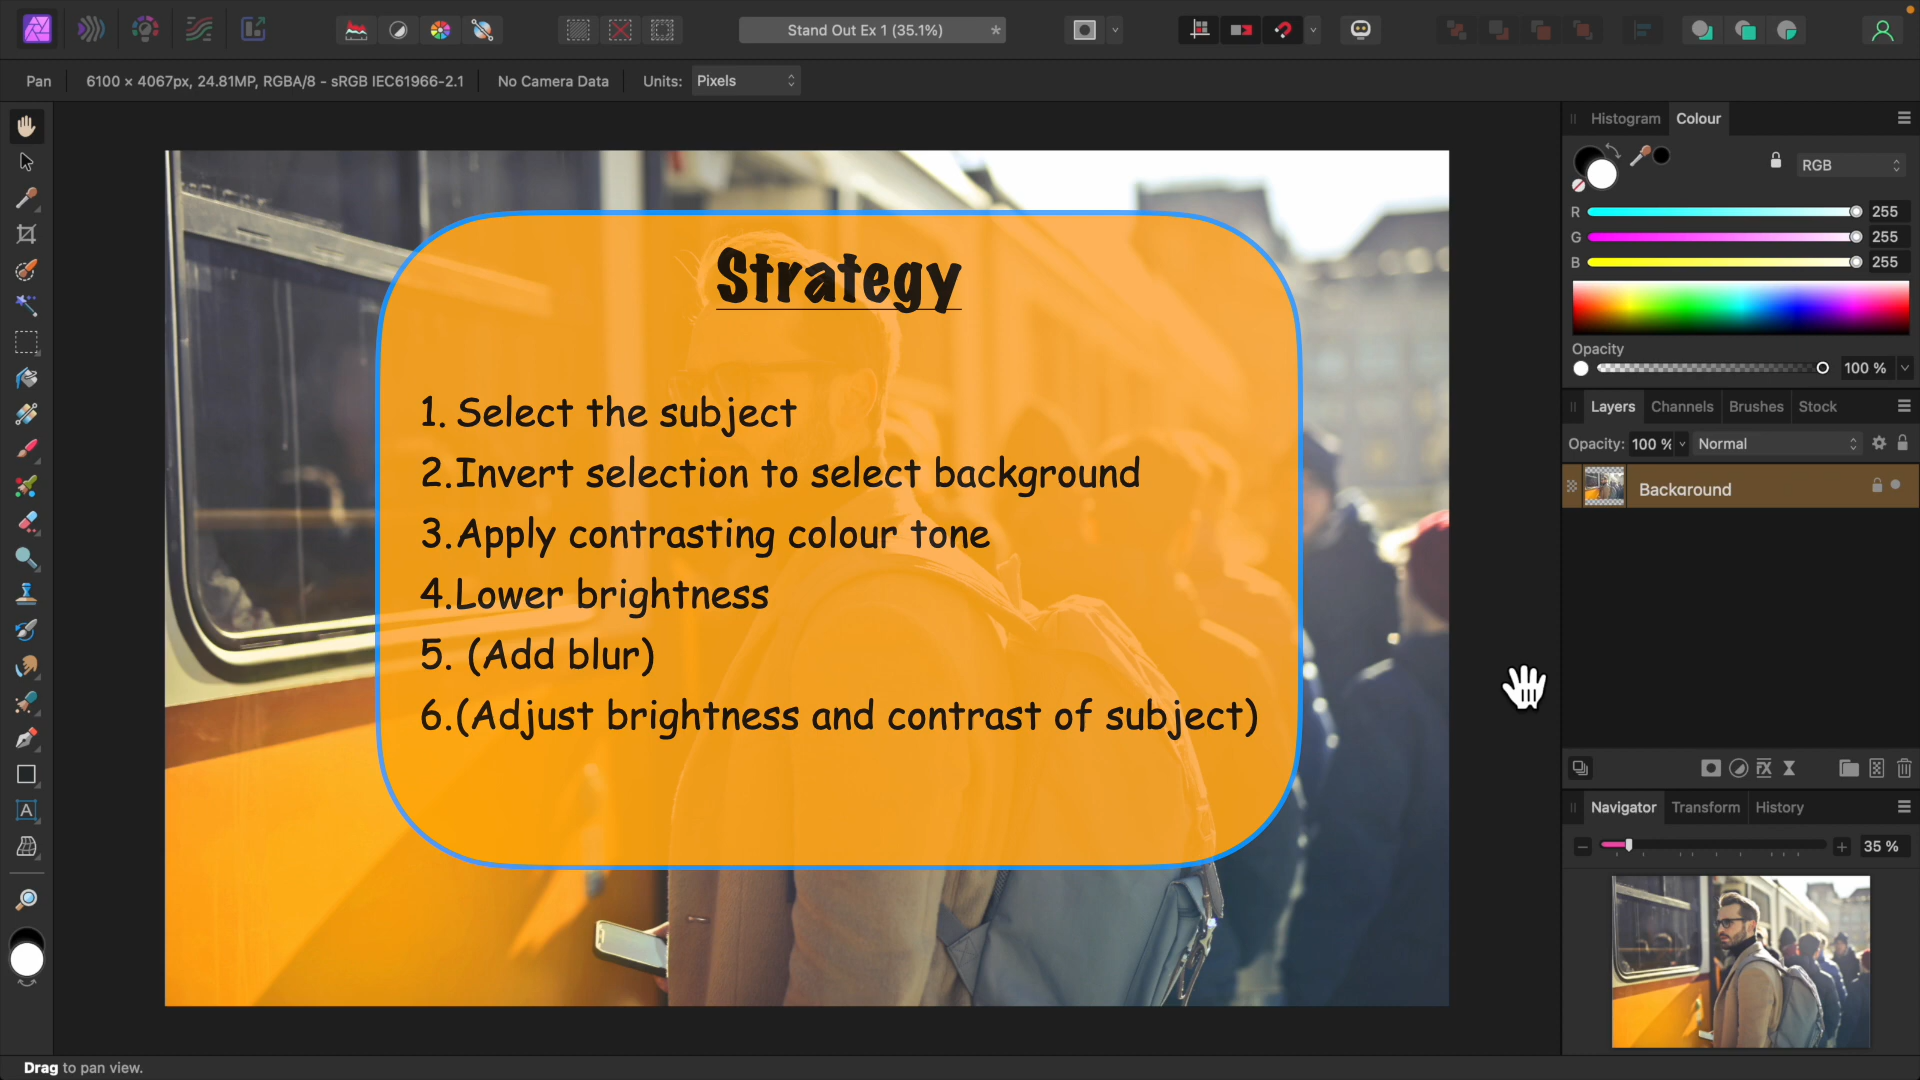 Stand Out Ex 1 (35.1%)
*
Pan
6100 × 4067px, 24.81MP, RGBA/8 - sRGB IEC61966-2.1
No Camera Data
Units:
Pixels
Histogram
Colour
RGB
R
255
G
255
B
255
Opacity
100 %
Layers
Channels
Brushes
Stock
Opacity:
100 %
Normal
Background
Strategy
1. Select the subject
2.Invert selection to select background
3.Apply contrasting colour tone
4.Lower brightness
5. (Add blur)
6.(Adjust brightness and contrast of subject)
Navigator
Transform
History
35 %
Drag to pan view.